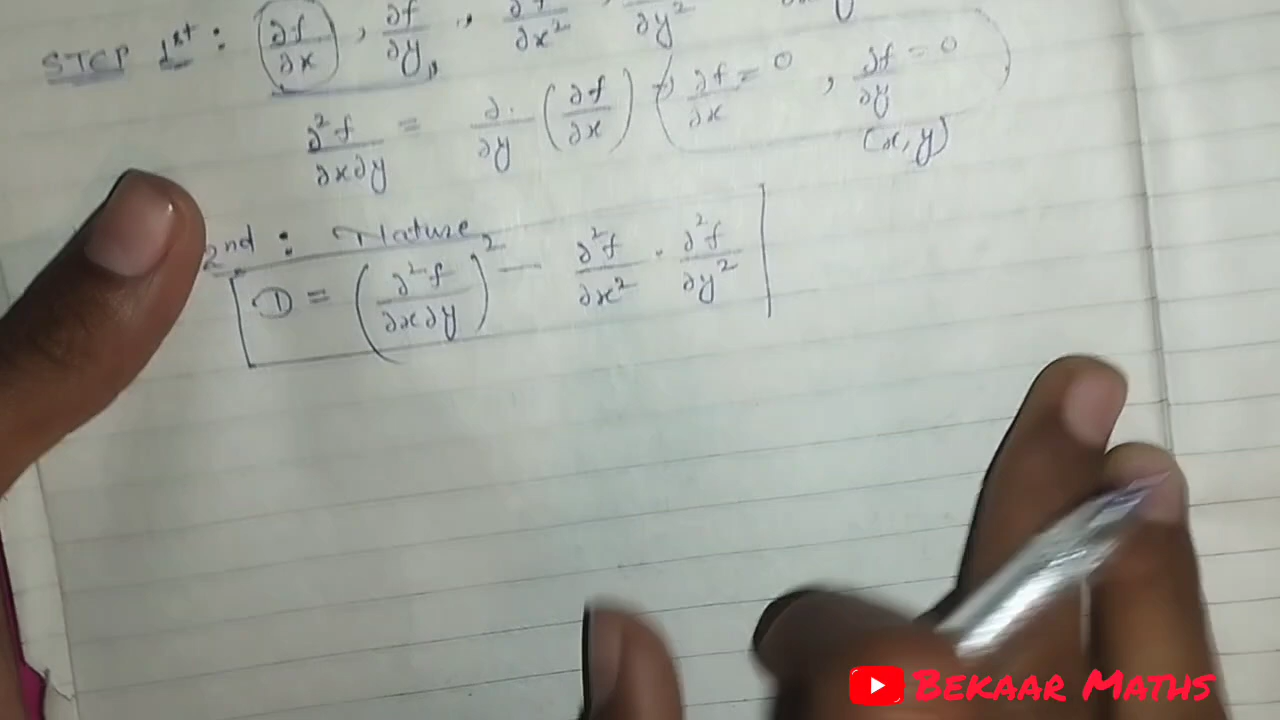 STEP 1st : ∂f/∂x , ∂f/∂y , ∂²f/∂x² , ∂²f/∂y²
∂²f/∂x∂y = ∂/∂y (∂f/∂x) → ∂f/∂x = 0 , ∂f/∂y = 0
(x, y)
2nd : Nature
D = (∂²f/∂x∂y)² − ∂²f/∂x² · ∂²f/∂y²
BEKAAR MATHS